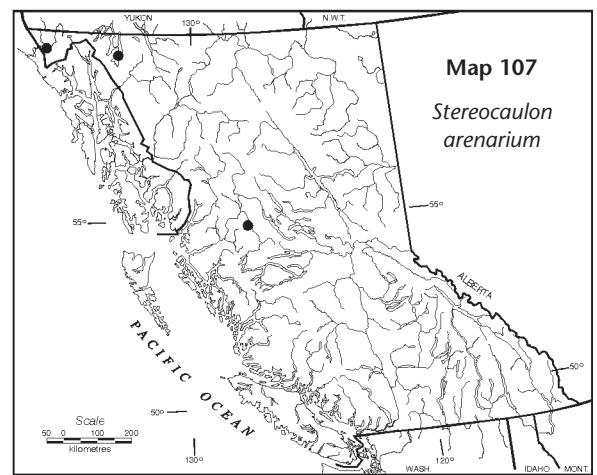 YUKON 130° N.W.T.
Map 107
Stereocaulon
arenarium
55°
55°
ALBERTA
PACIFIC OCEAN
50°
50°
Scale
50 0 100 200
kilometres
130°
120°
WASH. IDAHO MONT.